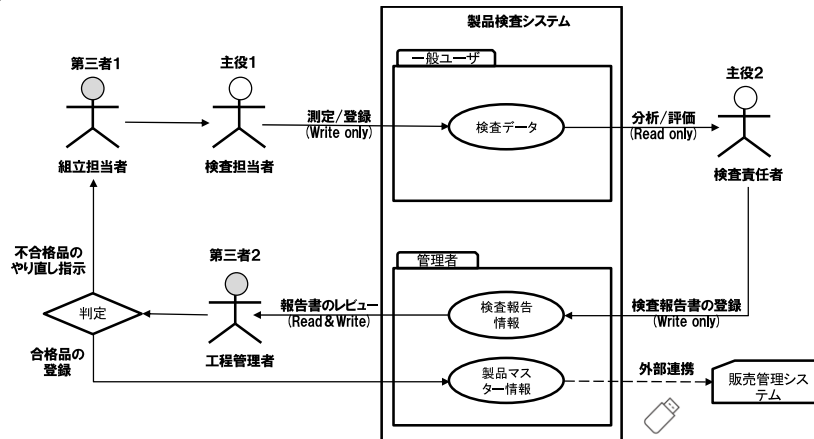 製品検査システム
一般ユーザ
第三者1
主役1
主役2
測定/登録
(Write only)
検査データ
分析/評価
(Read only)
組立担当者
検査担当者
検査責任者
不合格品の
やり直し指示
第三者2
管理者
判定
報告書のレビュー
(Read＆Write)
検査報告
情報
検査報告書の登録
(Write only)
合格品の
登録
工程管理者
製品マス
ター情報
外部連携
販売管理シス
テム